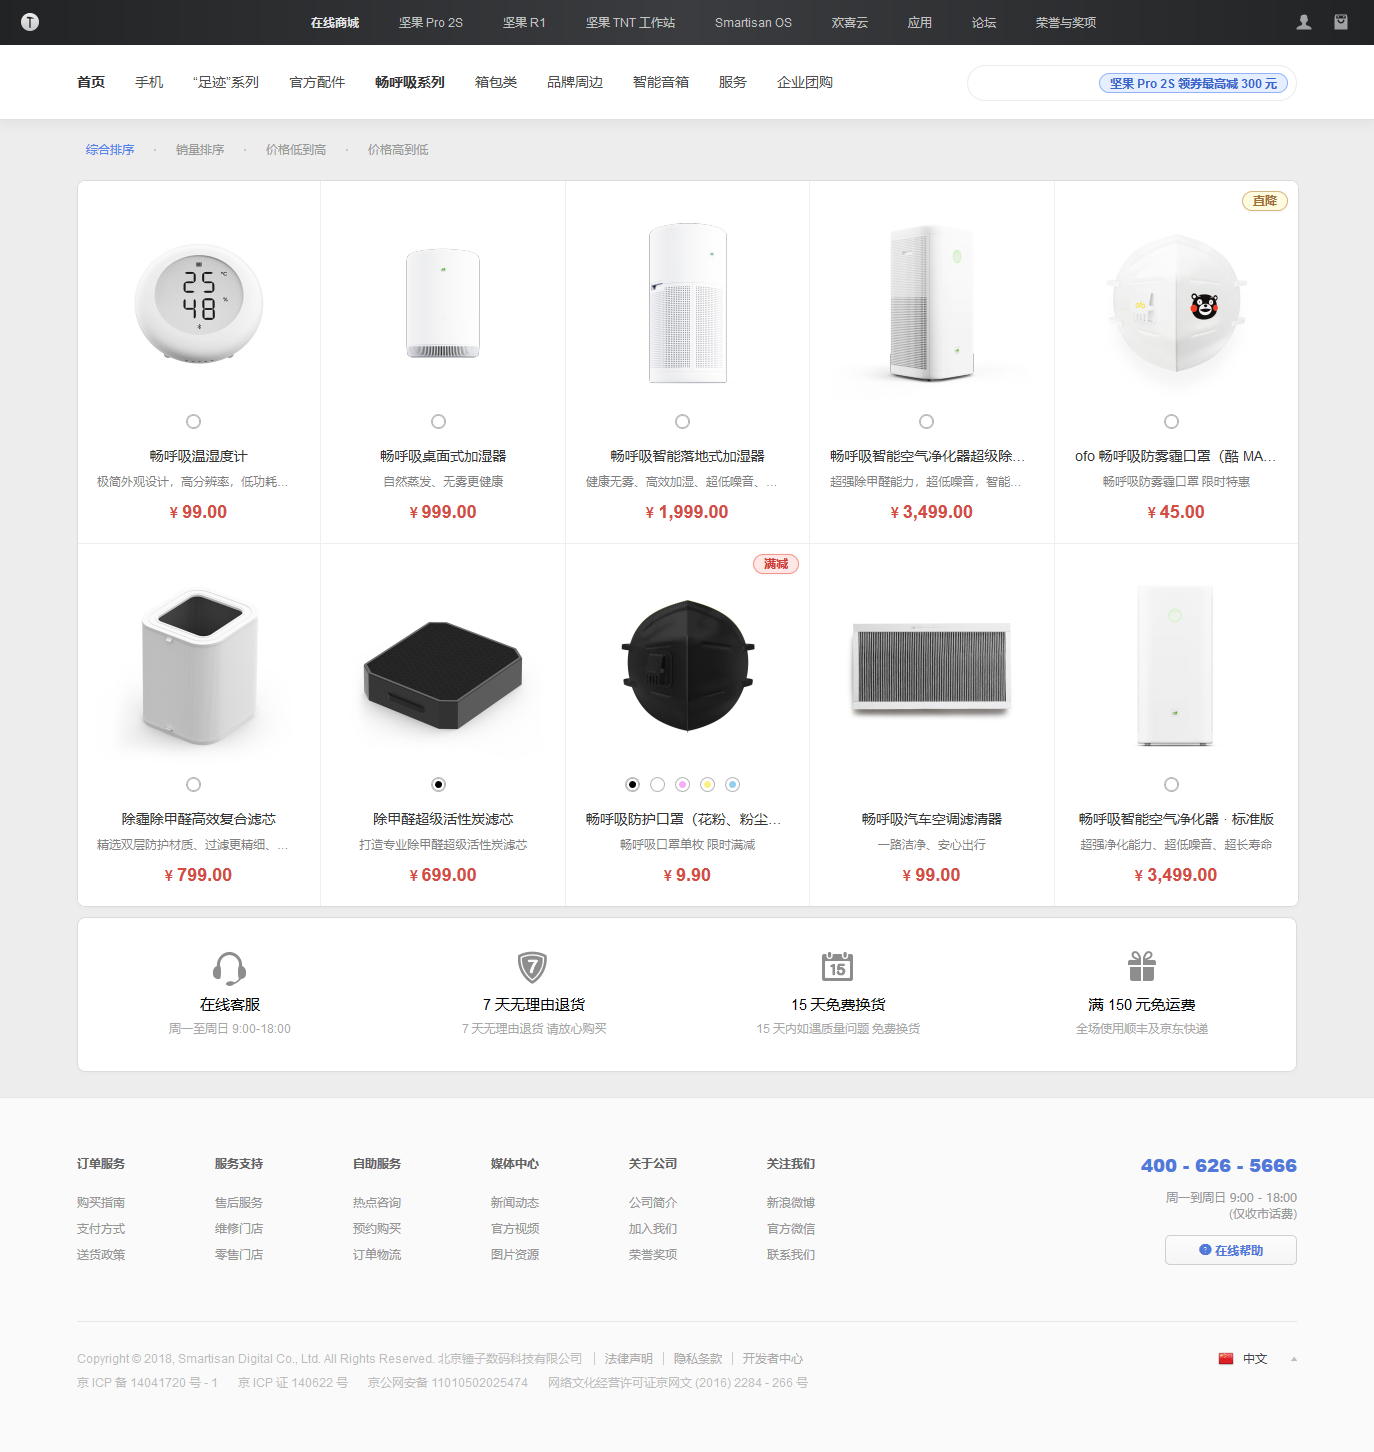 在线商城 坚果 Pro 2S 坚果 R1 坚果 TNT 工作站 Smartisan OS 欢喜云 应用 论坛 荣誉与奖项
首页 手机 “足迹”系列 官方配件 畅呼吸系列 箱包类 品牌周边 智能音箱 服务 企业团购 坚果 Pro 2S 领券最高减 300 元
综合排序 · 销量排序 · 价格低到高 · 价格高到低
直降
25 °C
48 %
畅呼吸温湿度计 畅呼吸桌面式加湿器 畅呼吸智能落地式加湿器 畅呼吸智能空气净化器超级除... ofo 畅呼吸防雾霾口罩（酷 MA...
极简外观设计，高分辨率，低功耗... 自然蒸发、无雾更健康 健康无雾、高效加湿、超低噪音、... 超强除甲醛能力，超低噪音，智能... 畅呼吸防雾霾口罩 限时特惠
¥ 99.00 ¥ 999.00 ¥ 1,999.00 ¥ 3,499.00 ¥ 45.00
满减
除霾除甲醛高效复合滤芯 除甲醛超级活性炭滤芯 畅呼吸防护口罩（花粉、粉尘... 畅呼吸汽车空调滤清器 畅呼吸智能空气净化器 · 标准版
精选双层防护材质、过滤更精细、... 打造专业除甲醛超级活性炭滤芯 畅呼吸口罩单枚 限时满减 一路洁净、安心出行 超强净化能力、超低噪音、超长寿命
¥ 799.00 ¥ 699.00 ¥ 9.90 ¥ 99.00 ¥ 3,499.00
7 15
在线客服 7 天无理由退货 15 天免费换货 满 150 元免运费
周一至周日 9:00-18:00 7 天无理由退货 请放心购买 15 天内如遇质量问题 免费换货 全场使用顺丰及京东快递
订单服务 服务支持 自助服务 媒体中心 关于公司 关注我们 400 - 626 - 5666
购买指南 售后服务 热点咨询 新闻动态 公司简介 新浪微博 周一到周日 9:00 - 18:00
(仅收市话费)
支付方式 维修门店 预约购买 官方视频 加入我们 官方微信
送货政策 零售门店 订单物流 图片资源 荣誉奖项 联系我们 在线帮助
Copyright © 2018, Smartisan Digital Co., Ltd. All Rights Reserved. 北京锤子数码科技有限公司 法律声明 隐私条款 开发者中心 中文
京 ICP 备 14041720 号 - 1 京 ICP 证 140622 号 京公网安备 11010502025474 网络文化经营许可证京网文 (2016) 2284 - 266 号